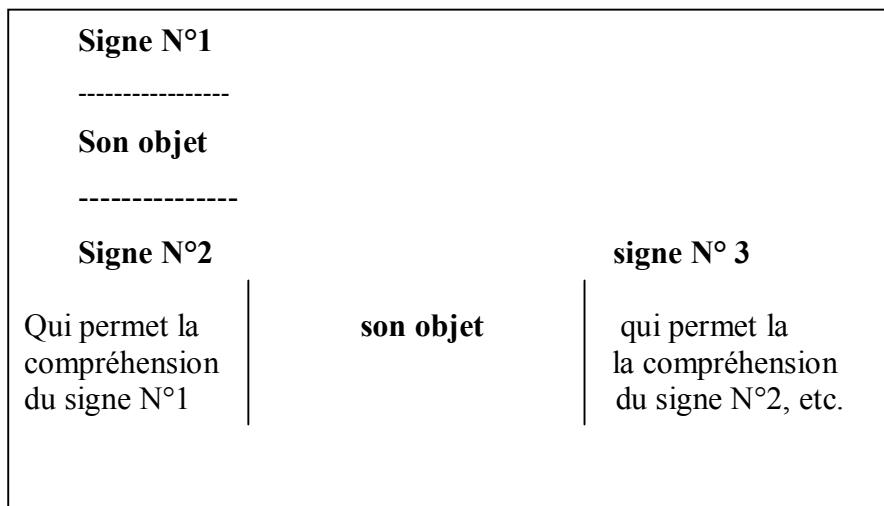 Signe N°1
-----------------
Son objet
---------------
Signe N°2 signe N° 3
Qui permet la son objet qui permet la
compréhension la compréhension
du signe N°1 du signe N°2, etc.